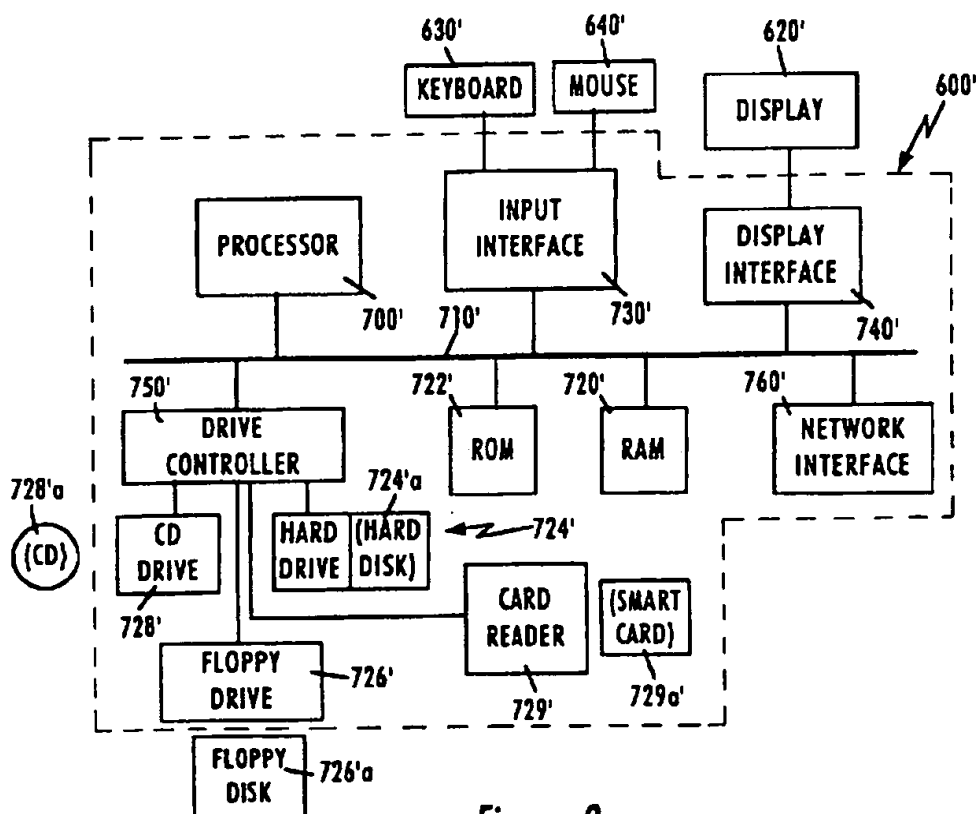 630' 640' 620'
600'
KEYBOARD MOUSE DISPLAY
PROCESSOR
INPUT
INTERFACE
DISPLAY
INTERFACE
700' 710' 730' 740'
750' 722' 720' 760'
DRIVE
CONTROLLER
ROM RAM
NETWORK
INTERFACE
728'a
(CD)
724'a
CD
DRIVE
HARD
DRIVE
(HARD
DISK)
724'
728'
CARD
READER
(SMART
CARD)
FLOPPY
DRIVE
726'
729' 729a'
FLOPPY
DISK
726'a